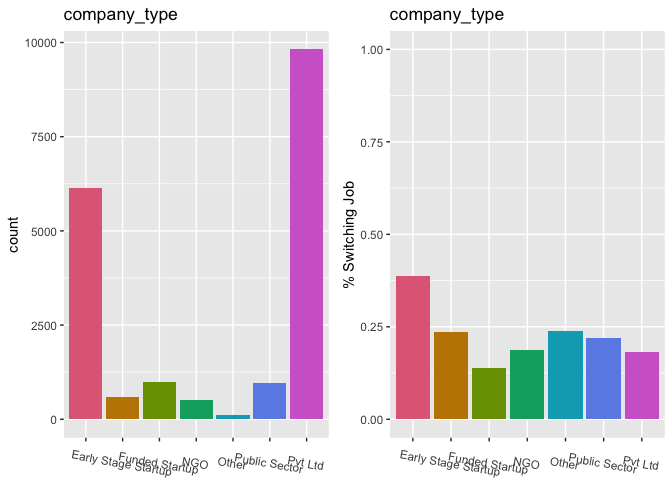 company_type
count
10000
7500
5000
2500
0
Early Stage Startup
Funded Startup
NGO
Other
Public Sector
Pvt Ltd
company_type
% Switching Job
1.00
0.75
0.50
0.25
0.00
Early Stage Startup
Funded Startup
NGO
Other
Public Sector
Pvt Ltd